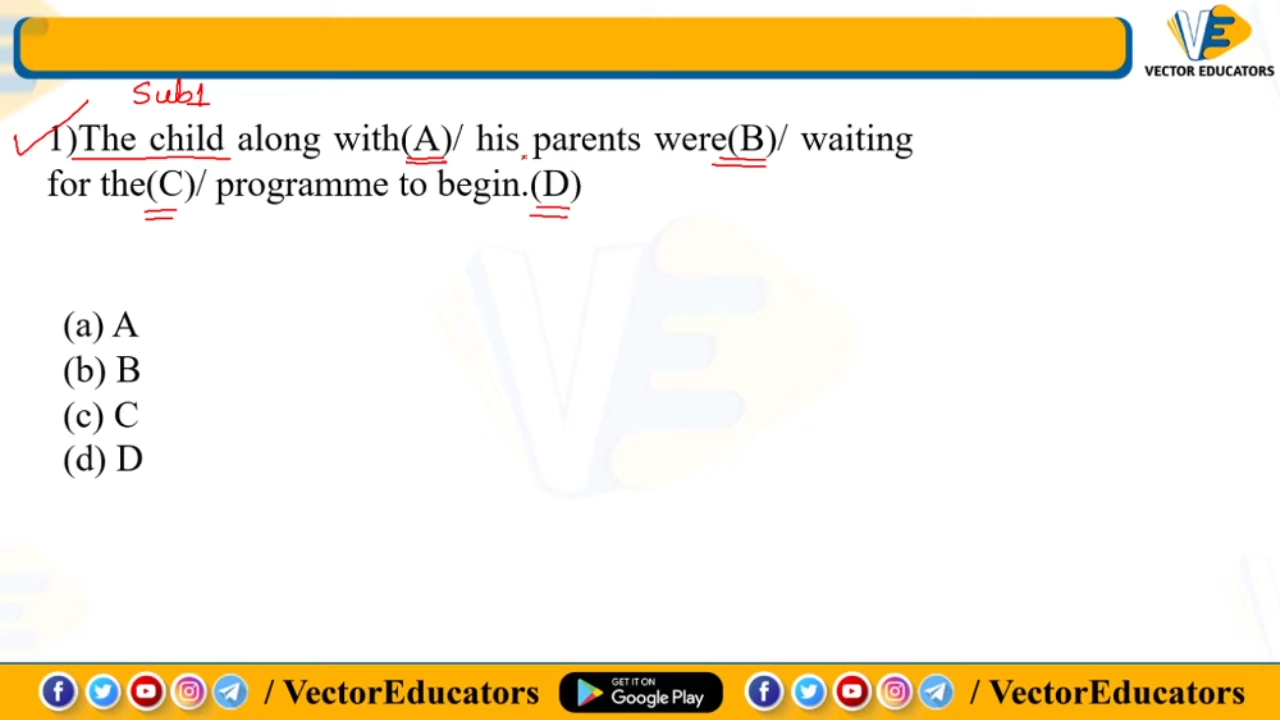 VE
VECTOR EDUCATORS
Sub1
1)The child along with(A)/ his parents were(B)/ waiting
for the(C)/ programme to begin.(D)
(a) A
(b) B
(c) C
(d) D
/ VectorEducators GET IT ON Google Play / VectorEducators